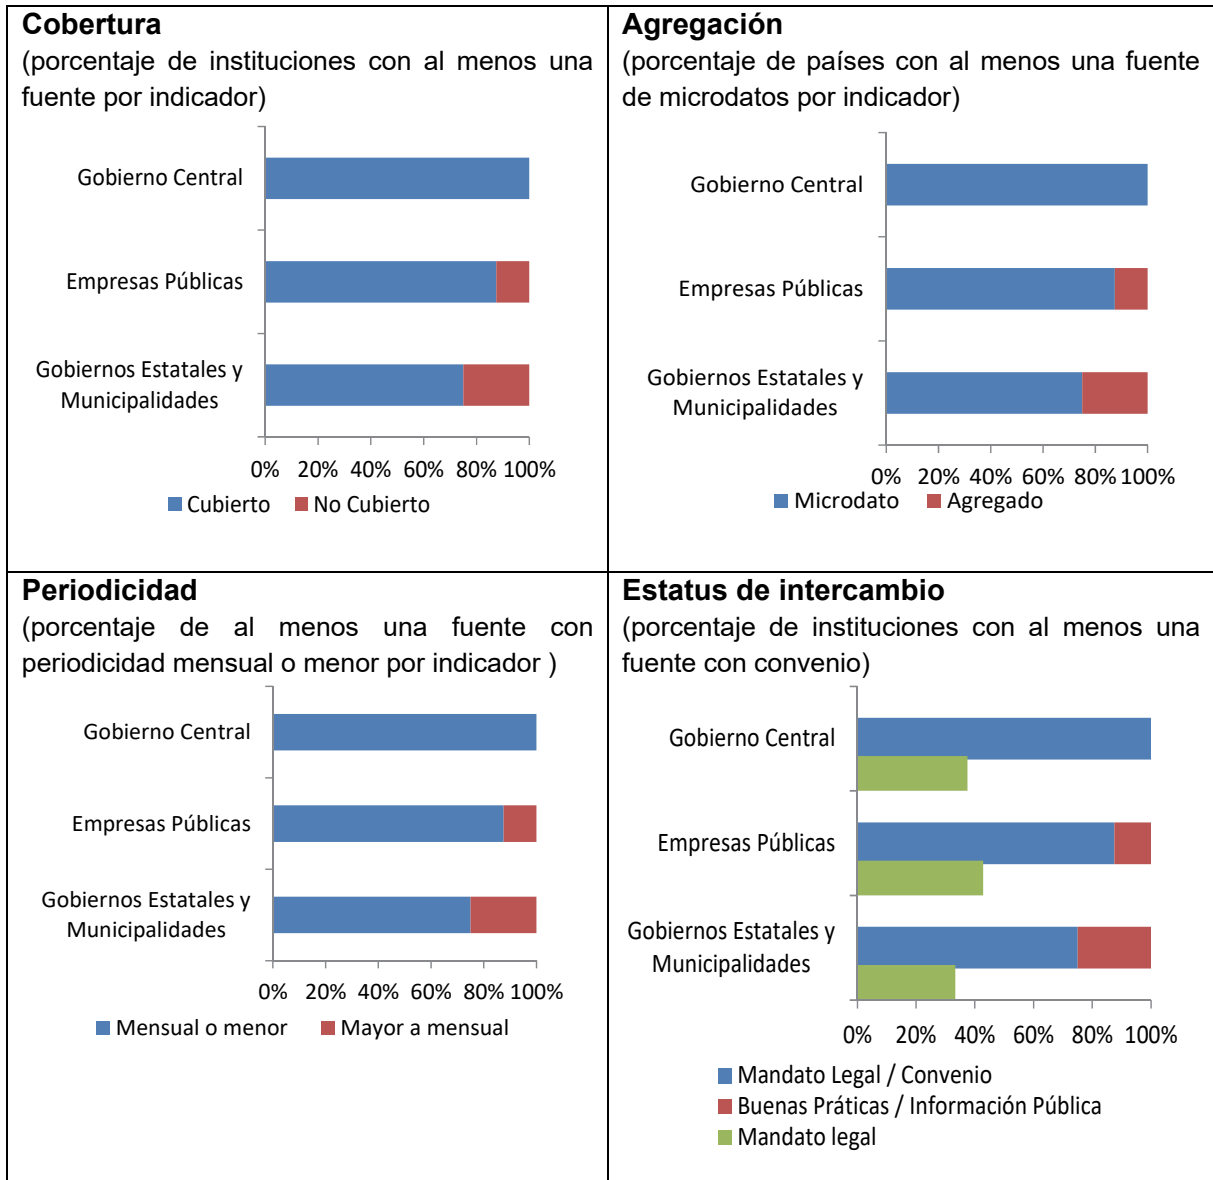 Cobertura
(porcentaje de instituciones con al menos una
fuente por indicador)
Gobierno Central
Empresas Públicas
Gobiernos Estatales y
Municipalidades
0% 20% 40% 60% 80% 100%
Cubierto No Cubierto
Agregación
(porcentaje de países con al menos una fuente
de microdatos por indicador)
Gobierno Central
Empresas Públicas
Gobiernos Estatales y
Municipalidades
0% 20% 40% 60% 80% 100%
Microdato Agregado
Periodicidad
(porcentaje de al menos una fuente con
periodicidad mensual o menor por indicador )
Gobierno Central
Empresas Públicas
Gobiernos Estatales y
Municipalidades
0% 20% 40% 60% 80% 100%
Mensual o menor Mayor a mensual
Estatus de intercambio
(porcentaje de instituciones con al menos una
fuente con convenio)
Gobierno Central
Empresas Públicas
Gobiernos Estatales y
Municipalidades
0% 20% 40% 60% 80% 100%
Mandato Legal / Convenio
Buenas Práticas / Información Pública
Mandato legal